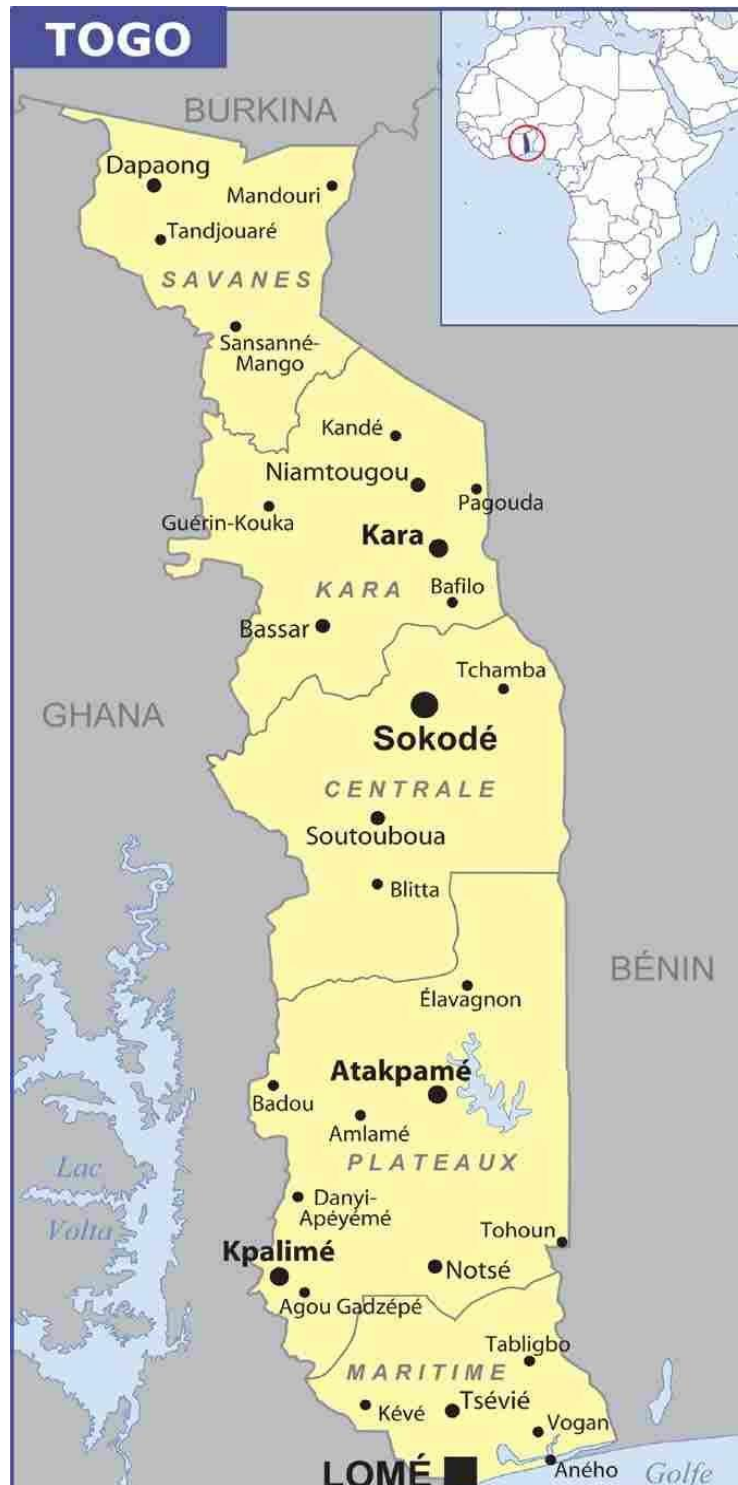 TOGO
BURKINA
Dapaong
Mandouri
Tandjouaré
SAVANES
Sansanné-
Mango
Kandé
Niamtougou
Pagouda
Guérin-Kouka
Kara
KARA
Bafilo
Bassar
Tchamba
GHANA
Sokodé
CENTRALE
Soutouboua
Blitta
BÉNIN
Élavagnon
Atakpamé
Badou
Amlamé
PLATEAUX
Lac
Volta
Danyi-
Apéyémé
Tohoun
Kpalimé
Notsé
Agou Gadzépé
Tabligbo
MARITIME
Tsévié
Kévé
Vogan
LOMÉ
Aného
Golfe